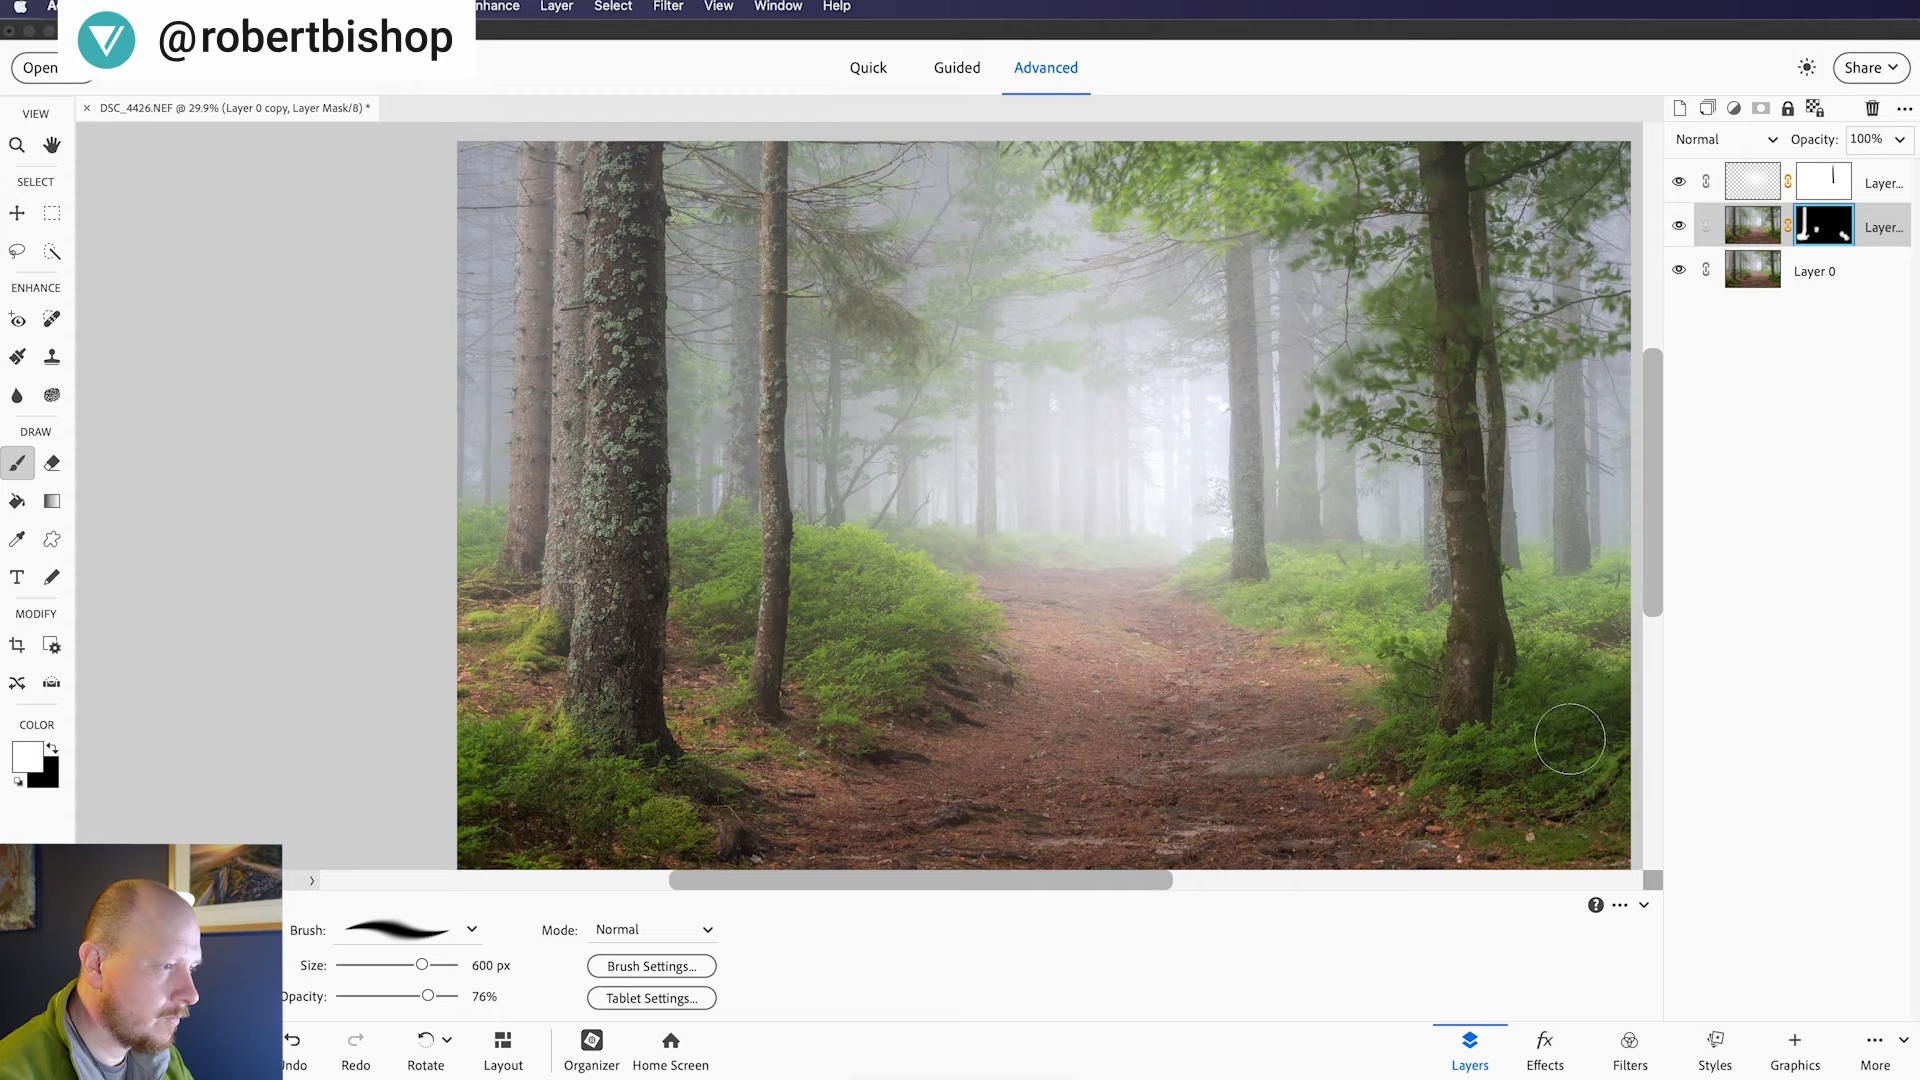 nhance Layer Select Filter View Window Help
@robertbishop
Open
Quick Guided Advanced
Share
× DSC_4426.NEF @ 29.9% (Layer 0 copy, Layer Mask/8) *
VIEW
SELECT
ENHANCE
DRAW
MODIFY
COLOR
Normal Opacity: 100%
Layer...
Layer...
Layer 0
Brush: Mode: Normal
Size: 600 px Brush Settings...
Opacity: 76% Tablet Settings...
ndo Redo Rotate Layout Organizer Home Screen
Layers Effects Filters Styles Graphics More